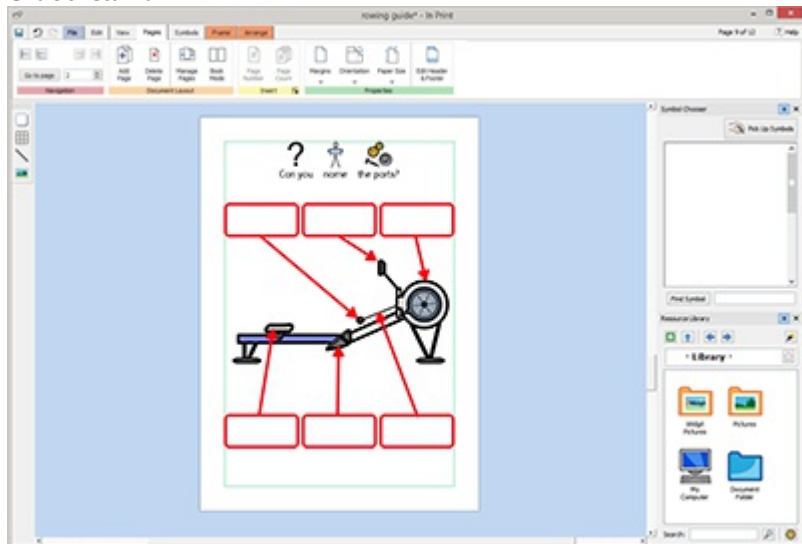 rowing guide* - In Print
File Edit View Pages Symbols Frame Arrange
Page 9 of 12 Help
Go to page 2
Add Page
Delete Page
Manage Pages
Book Mode
Page Number
Page Count
Margins
Orientation
Paper Size
Edit Header & Footer
Navigation
Document Layout
Insert
Properties
Can you name the parts?
Symbol Chooser
Pick Up Symbols
Find Symbol
Resource Library
Library
Widgit Pictures
Pictures
My Computer
Document Folder
Search: